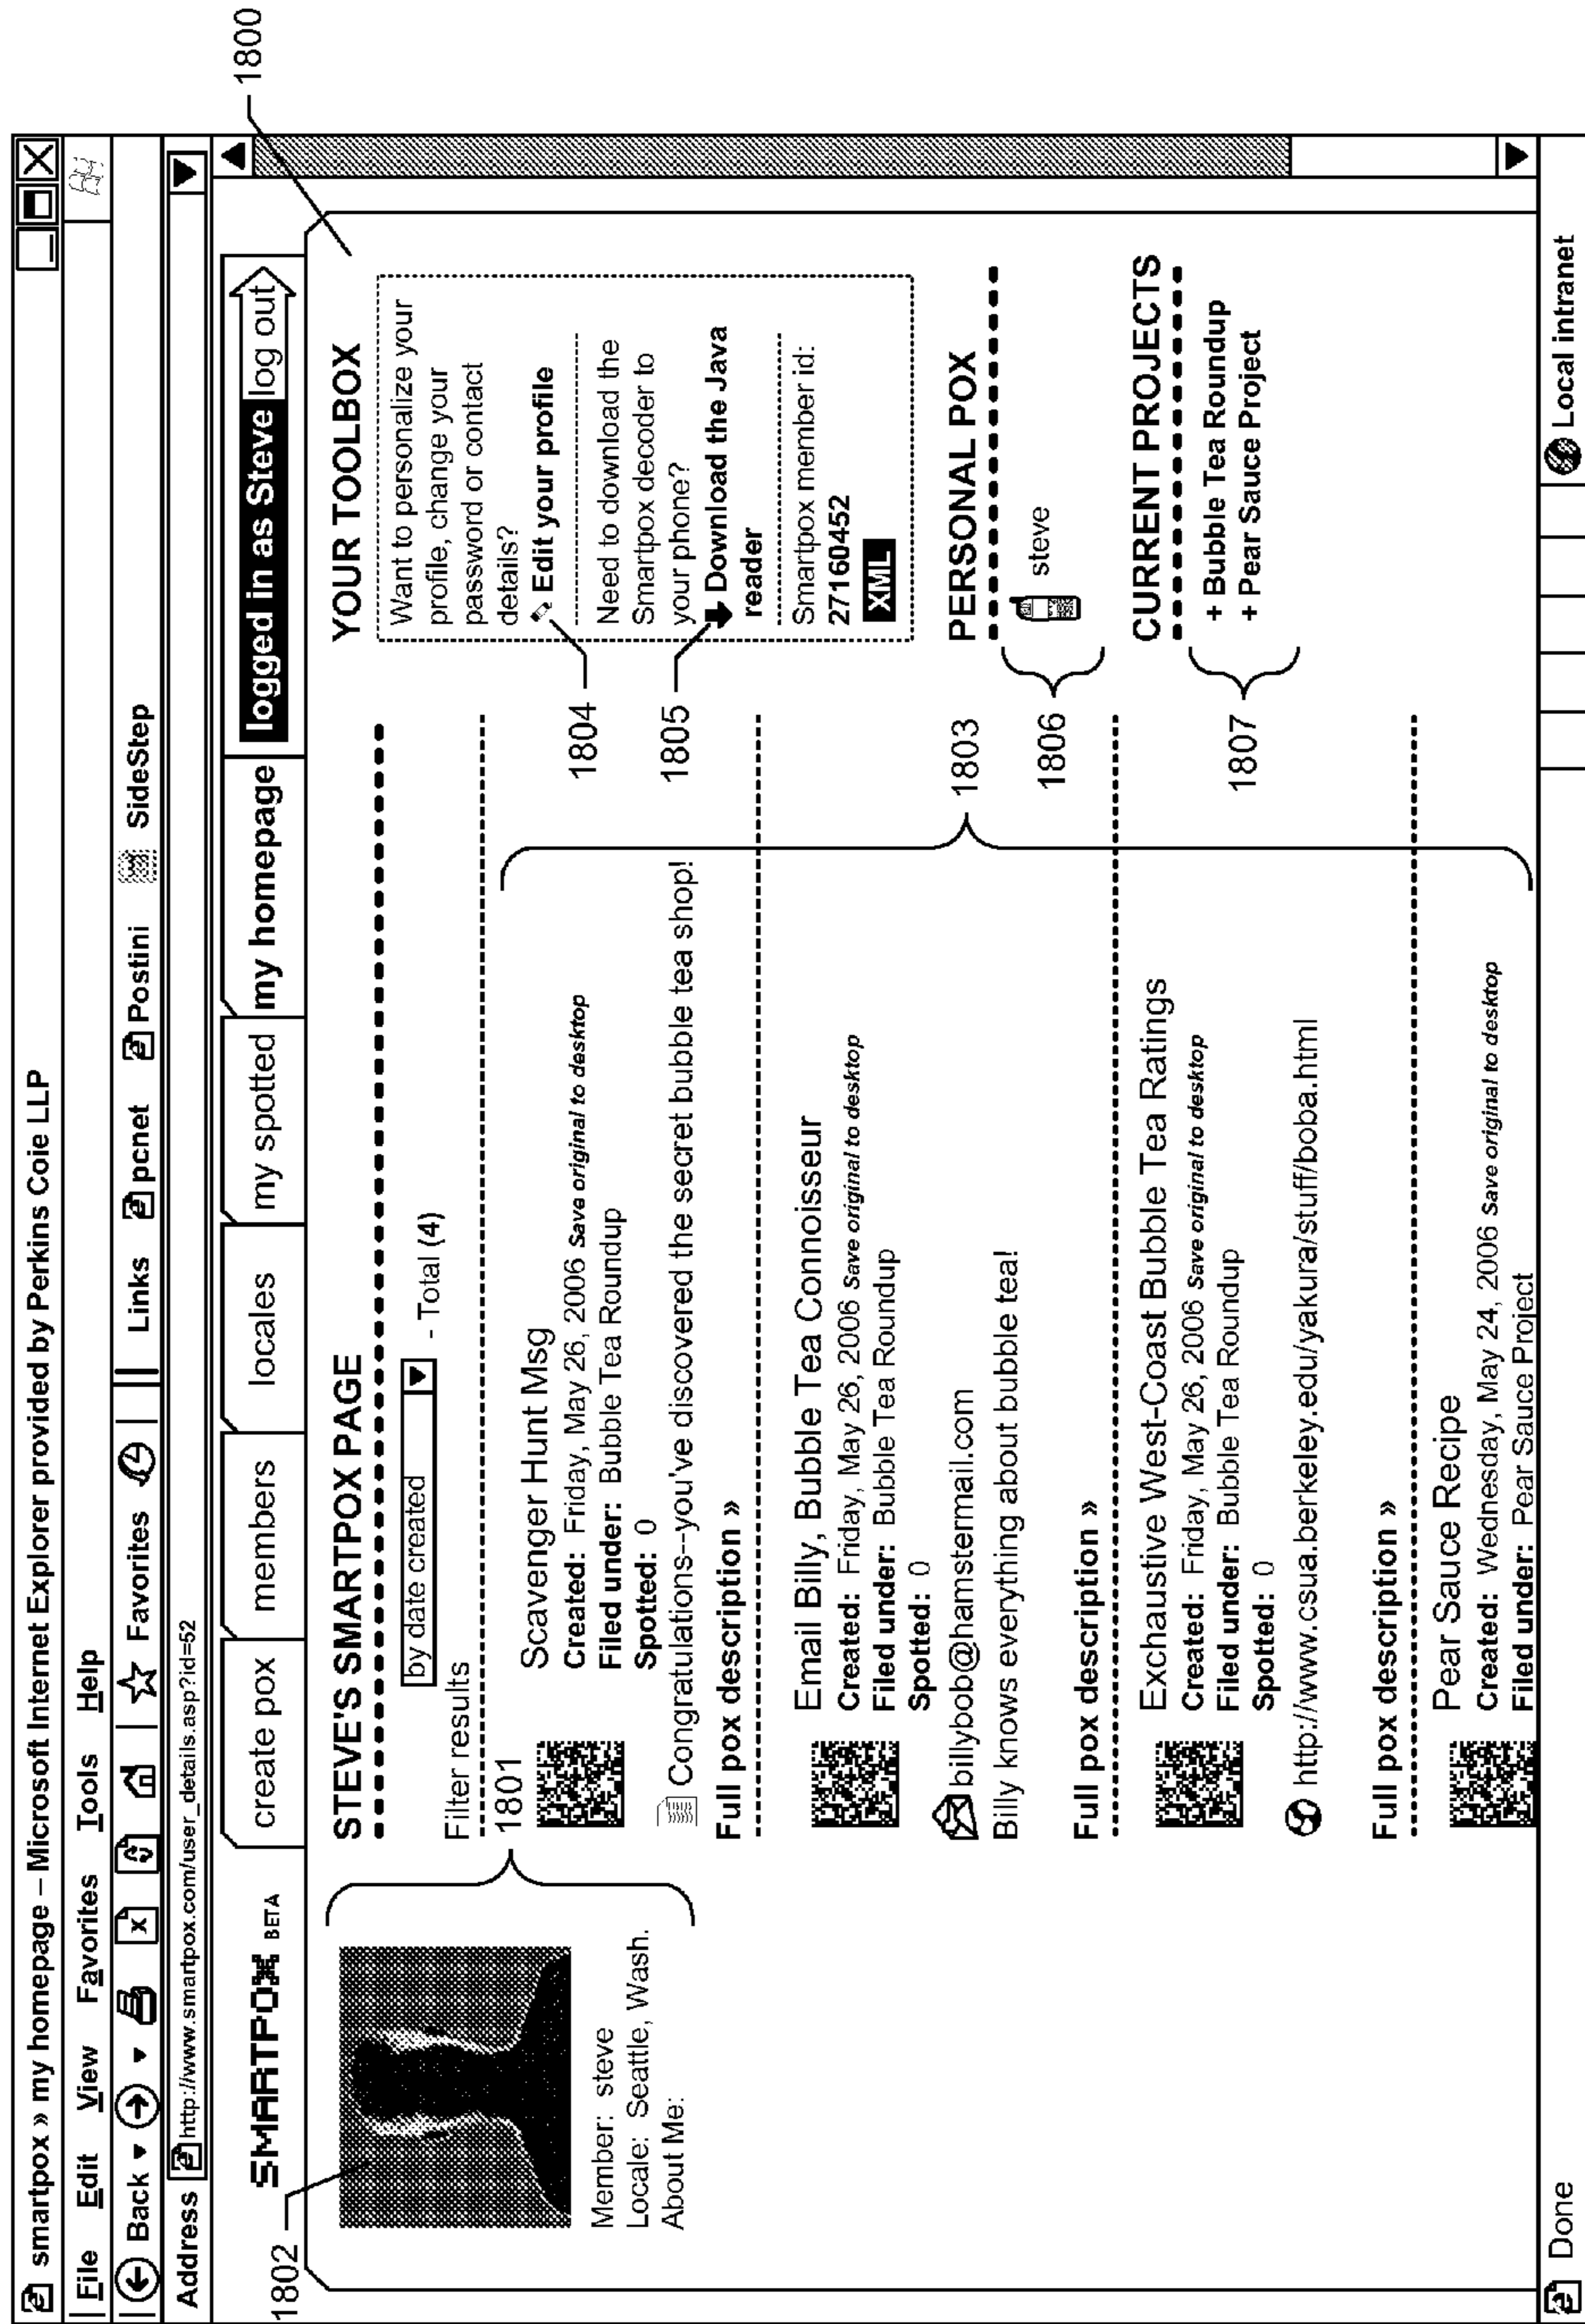 smartpox » my homepage – Microsoft Internet Explorer provided by Perkins Coie LLP
File Edit View Favorites Tools Help
Back Favorites Links pcnet Postini SideStep
Address http://www.smartpox.com/user_details.asp?id=52
SMARTPOX BETA
create pox members locales my spotted my homepage logged in as Steve log out
1800
1802
Member: steve
Locale: Seattle, Wash.
About Me:
1801
STEVE'S SMARTPOX PAGE
by date created - Total (4)
Filter results
Scavenger Hunt Msg
Created: Friday, May 26, 2006 Save original to desktop
Filed under: Bubble Tea Roundup
Spotted: 0
Congratulations--you've discovered the secret bubble tea shop!
Full pox description »
Email Billy, Bubble Tea Connoisseur
Created: Friday, May 26, 2006 Save original to desktop
Filed under: Bubble Tea Roundup
Spotted: 0
billybob@hamstermail.com
Billy knows everything about bubble tea!
Full pox description »
Exhaustive West-Coast Bubble Tea Ratings
Created: Friday, May 26, 2006 Save original to desktop
Filed under: Bubble Tea Roundup
Spotted: 0
http://www.csua.berkeley.edu/yakura/stuff/boba.html
Full pox description »
Pear Sauce Recipe
Created: Wednesday, May 24, 2006 Save original to desktop
Filed under: Pear Sauce Project
1803
YOUR TOOLBOX
Want to personalize your
profile, change your
password or contact
details?
Edit your profile
1804
Need to download the
Smartpox decoder to
your phone?
Download the Java
reader
1805
Smartpox member id:
27160452
XML
PERSONAL POX
steve
1806
CURRENT PROJECTS
+ Bubble Tea Roundup
+ Pear Sauce Project
1807
Done Local intranet